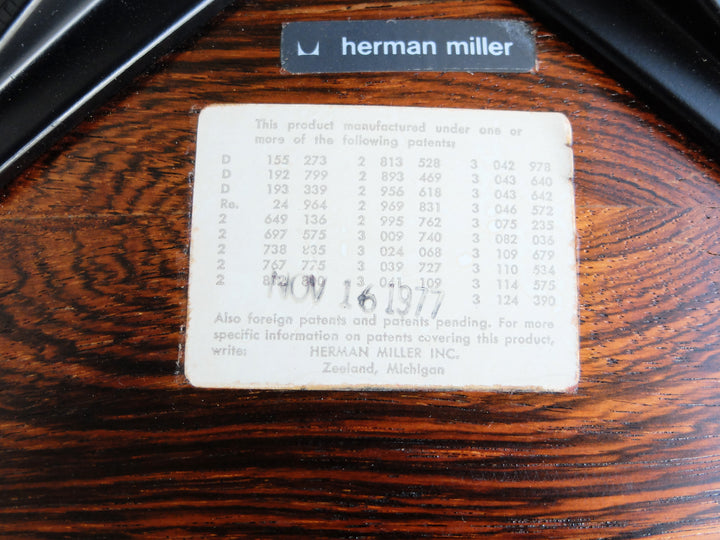 herman miller
This product manufactured under one or
more of the following patents:
D 155 273 2 813 528 3 042 978
D 192 799 2 893 469 3 043 640
D 193 339 2 956 618 3 043 642
Re. 24 964 2 969 831 3 046 572
2 649 136 2 995 762 3 075 235
2 697 575 3 009 740 3 082 036
2 738 835 3 024 068 3 109 679
2 767 775 3 039 727 3 110 534
2 3 109 3 114 575
3 124 390
NOV 16 1977
Also foreign patents and patents pending. For more
specific information on patents covering this product,
write: HERMAN MILLER INC.
Zeeland, Michigan